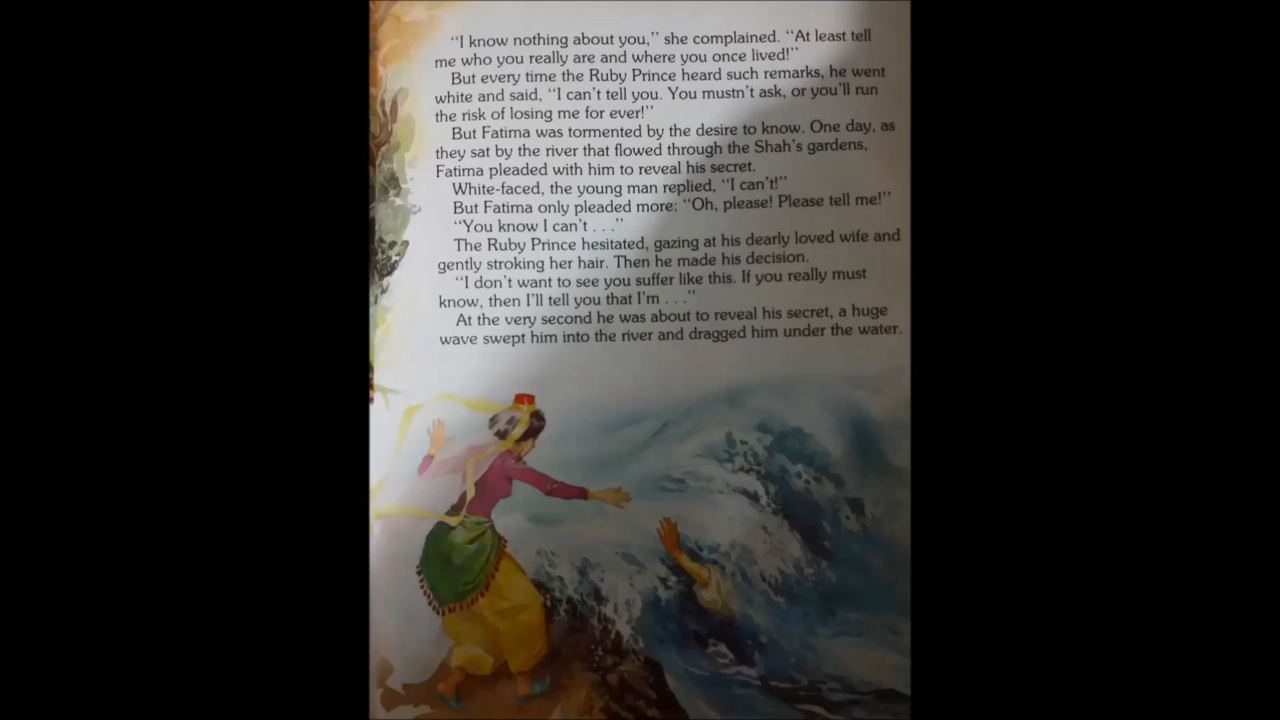 “I know nothing about you,” she complained. “At least tell
me who you really are and where you once lived!”
But every time the Ruby Prince heard such remarks, he went
white and said, “I can’t tell you. You mustn’t ask, or you’ll run
the risk of losing me for ever!”
But Fatima was tormented by the desire to know. One day, as
they sat by the river that flowed through the Shah’s gardens,
Fatima pleaded with him to reveal his secret.
White-faced, the young man replied, “I can’t!”
But Fatima only pleaded more: “Oh, please! Please tell me!”
“You know I can’t . . .”
The Ruby Prince hesitated, gazing at his dearly loved wife and
gently stroking her hair. Then he made his decision.
“I don’t want to see you suffer like this. If you really must
know, then I’ll tell you that I’m . . .”
At the very second he was about to reveal his secret, a huge
wave swept him into the river and dragged him under the water.